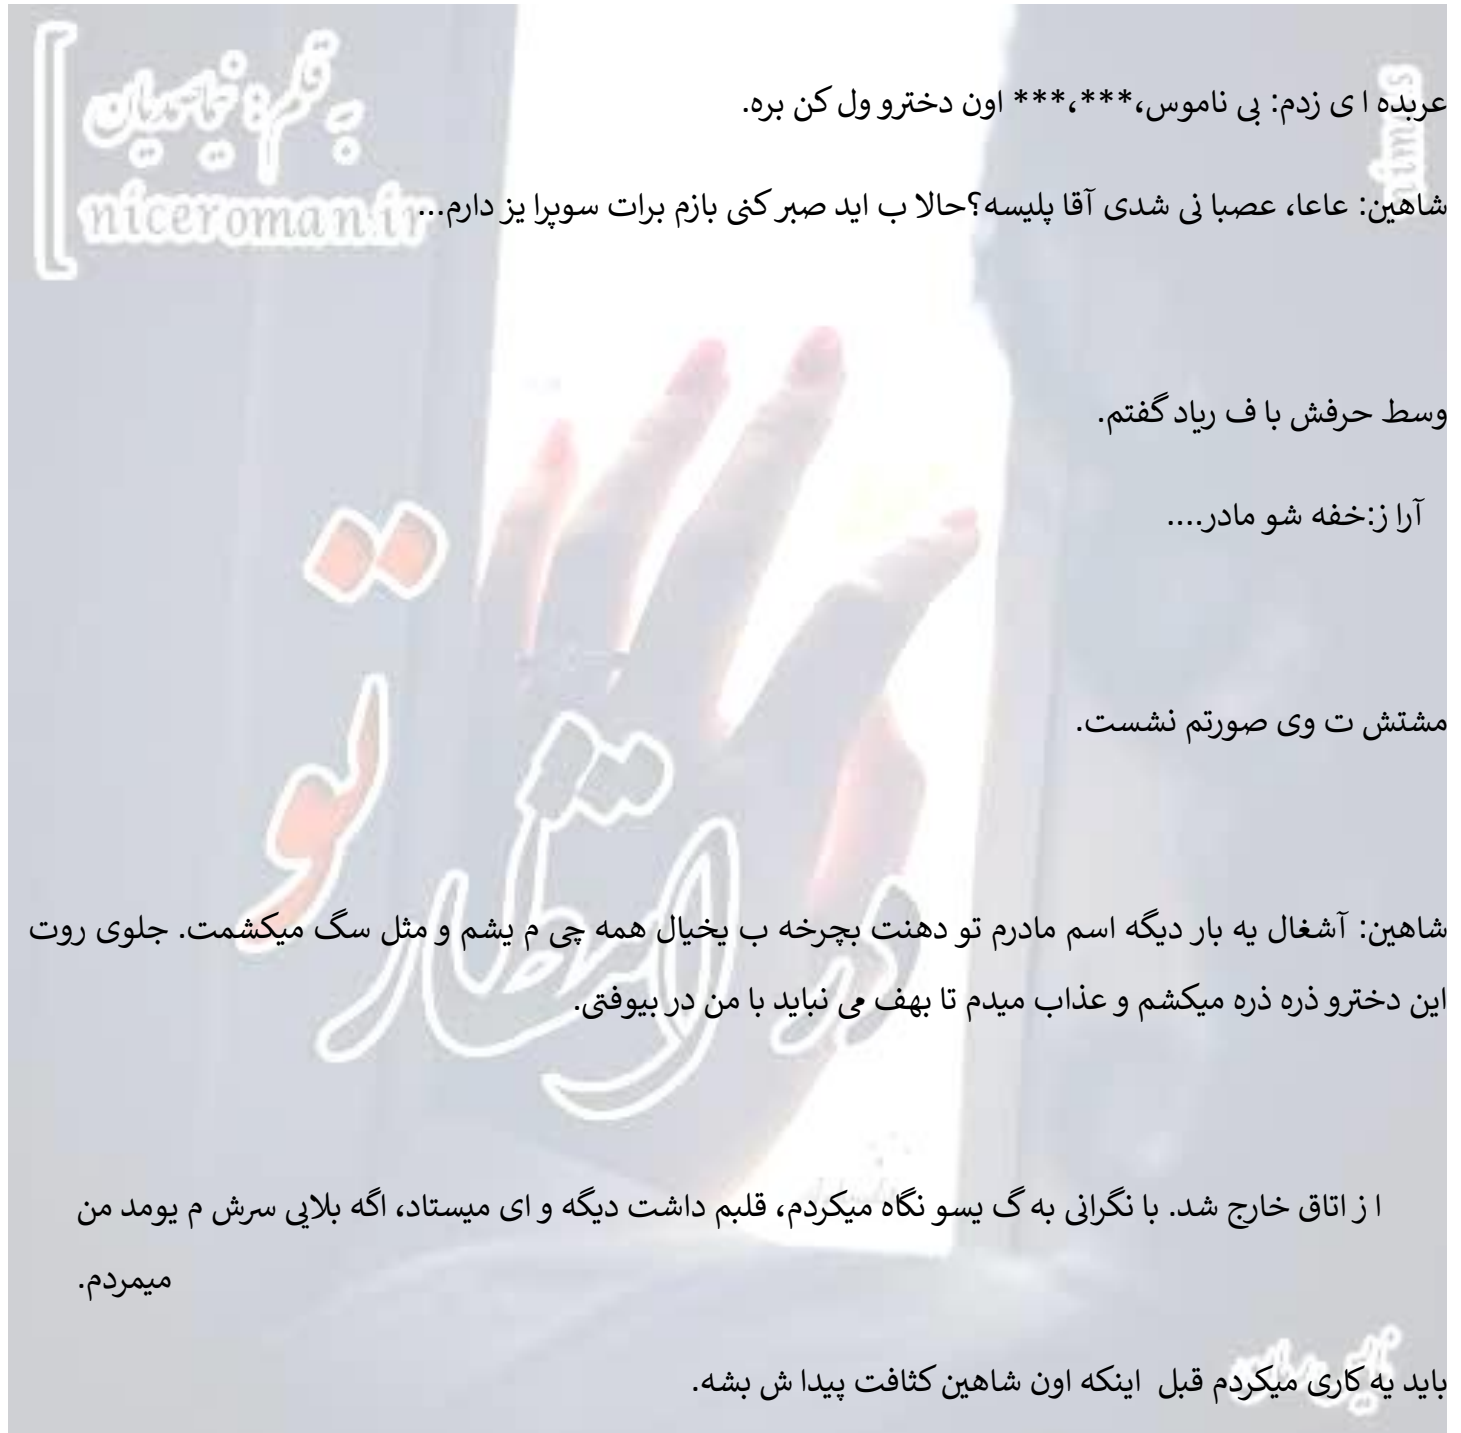 عربده ا ی زدم: بی ناموس،***،*** اون دخترو ول کن بره.
شاهین: عاعا، عصبا نی شدی آقا پلیسه؟حالا ب اید صبر کنی بازم برات سوپرا یز دارم...
niceroman.ir
وسط حرفش با ف ریاد گفتم.
آرا ز:خفه شو مادر....
مشتش ت وی صورتم نشست.
در انتظار تو
شاهین: آشغال یه بار دیگه اسم مادرم تو دهنت بچرخه ب یخیال همه چی م یشم و مثل سگ میکشمت. جلوی روت
این دخترو ذره ذره میکشم و عذاب میدم تا بهف می نباید با من در بیوفتی.
ا ز اتاق خارج شد. با نگرانی به گ یسو نگاه میکردم، قلبم داشت دیگه و ای میستاد، اگه بلایی سرش م یومد من
میمردم.
باید یه کاری میکردم قبل اینکه اون شاهین کثافت پیدا ش بشه.